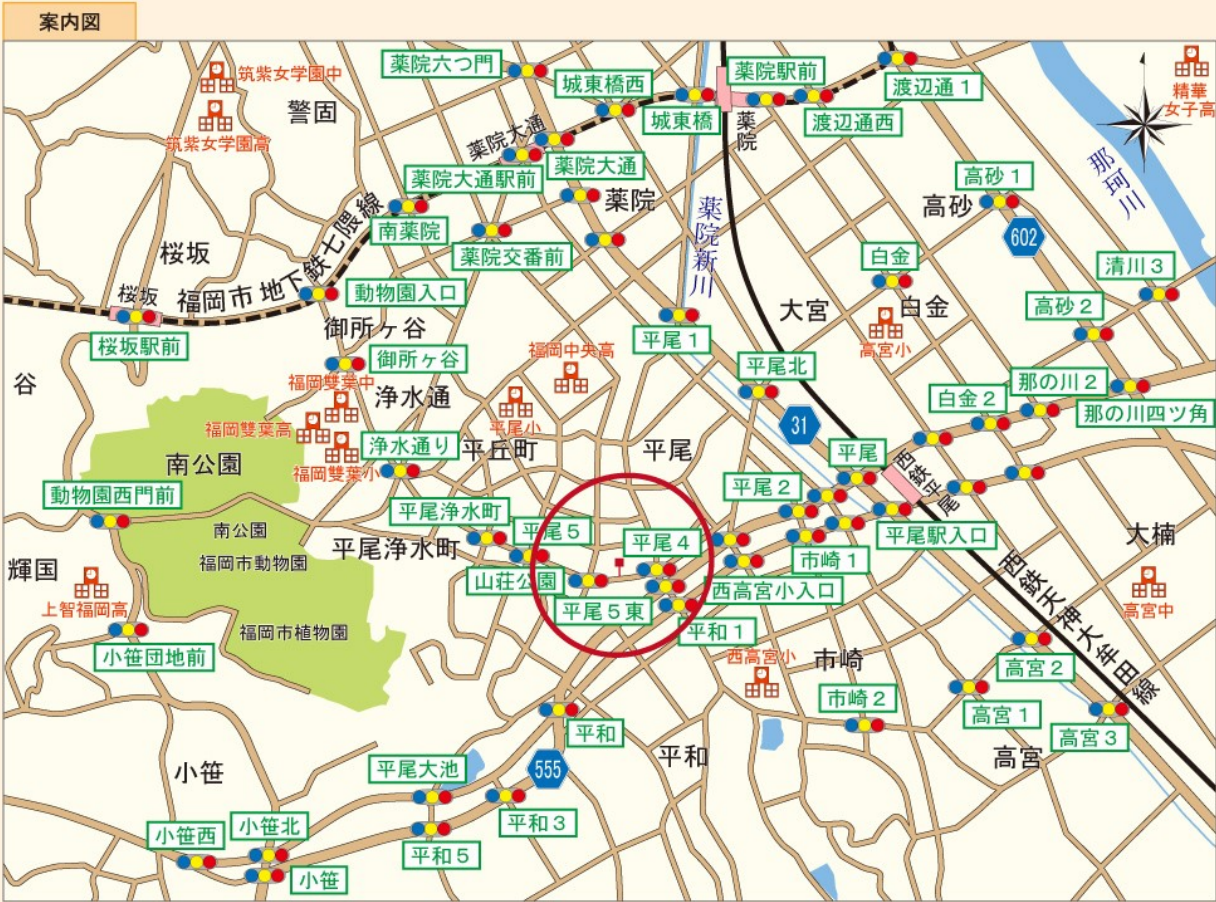 案内図
薬院六つ門
筑紫女学園中
警固
筑紫女学園高
城東橋西
薬院駅前
渡辺通1
城東橋
薬院
渡辺通西
精華
女子高
那珂川
薬院大通
薬院大通
薬院大通駅前
高砂1
高砂
602
薬院
南薬院
薬院交番前
薬院新川
桜坂
福岡市地下鉄七隈線
桜坂
動物園入口
白金
清川3
大宮
白金
高砂2
御所ヶ谷
平尾1
桜坂駅前
高宮小
福岡中央高
御所ヶ谷
平尾北
谷
福岡雙葉中
浄水通
那の川2
白金2
那の川四ツ角
平尾小
31
福岡雙葉高
浄水通り
平丘町
平尾
平尾
南公園
福岡雙葉小
西鉄平尾
動物園西門前
平尾2
平尾浄水町
平尾5
南公園
平尾浄水町
平尾4
平尾駅入口
大楠
福岡市動物園
市崎1
輝国
山荘公園
西高宮小入口
西鉄天神大牟田線
上智福岡高
平尾5東
高宮中
福岡市植物園
平和1
小笹団地前
西高宮小
市崎
高宮2
市崎2
高宮1
平和
高宮3
平和
高宮
小笹
平尾大池
555
小笹西
小笹北
平和3
平和5
小笹